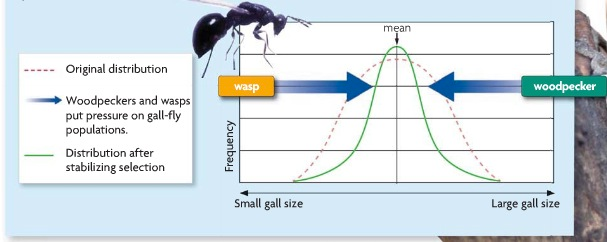 mean
Original distribution
wasp
woodpecker
Woodpeckers and wasps
put pressure on gall-fly
populations.
Distribution after
stabilizing selection
Frequency
Small gall size
Large gall size